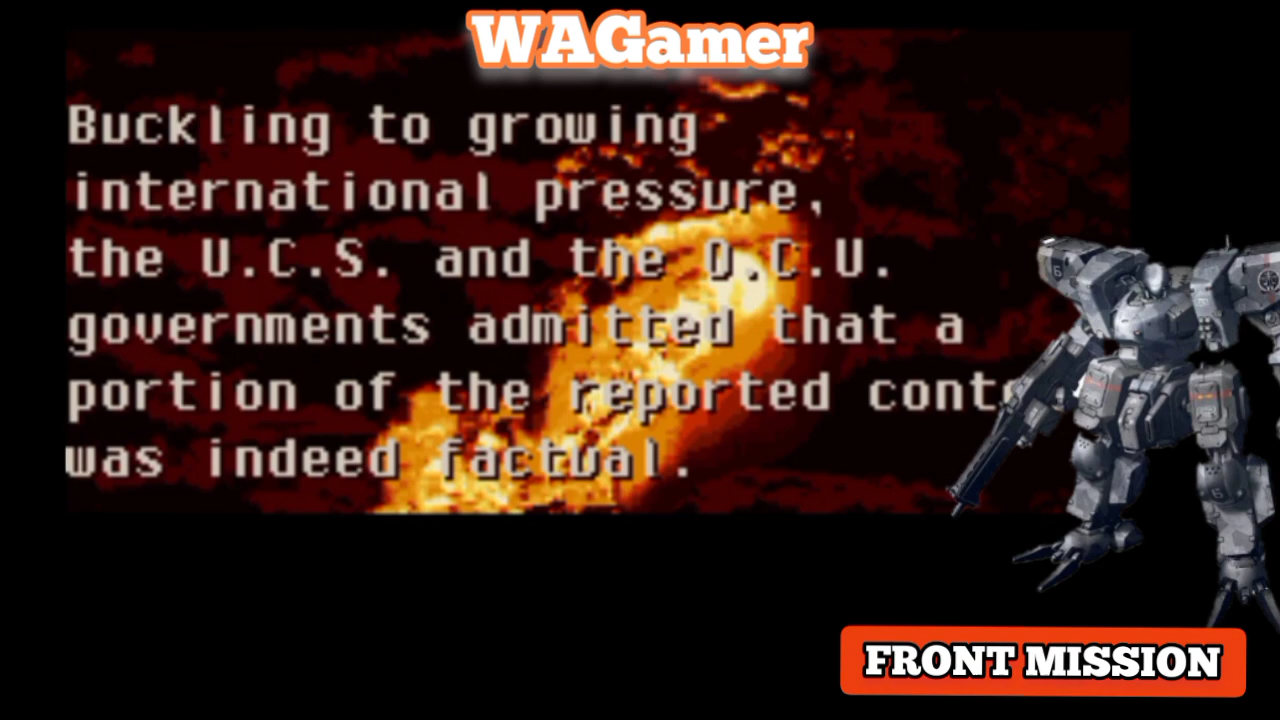 WAGamer
Buckling to growing
international pressure,
the U.C.S. and the O.C.U.
governments admitted that a
portion of the reported
was indeed factual.
FRONT MISSION